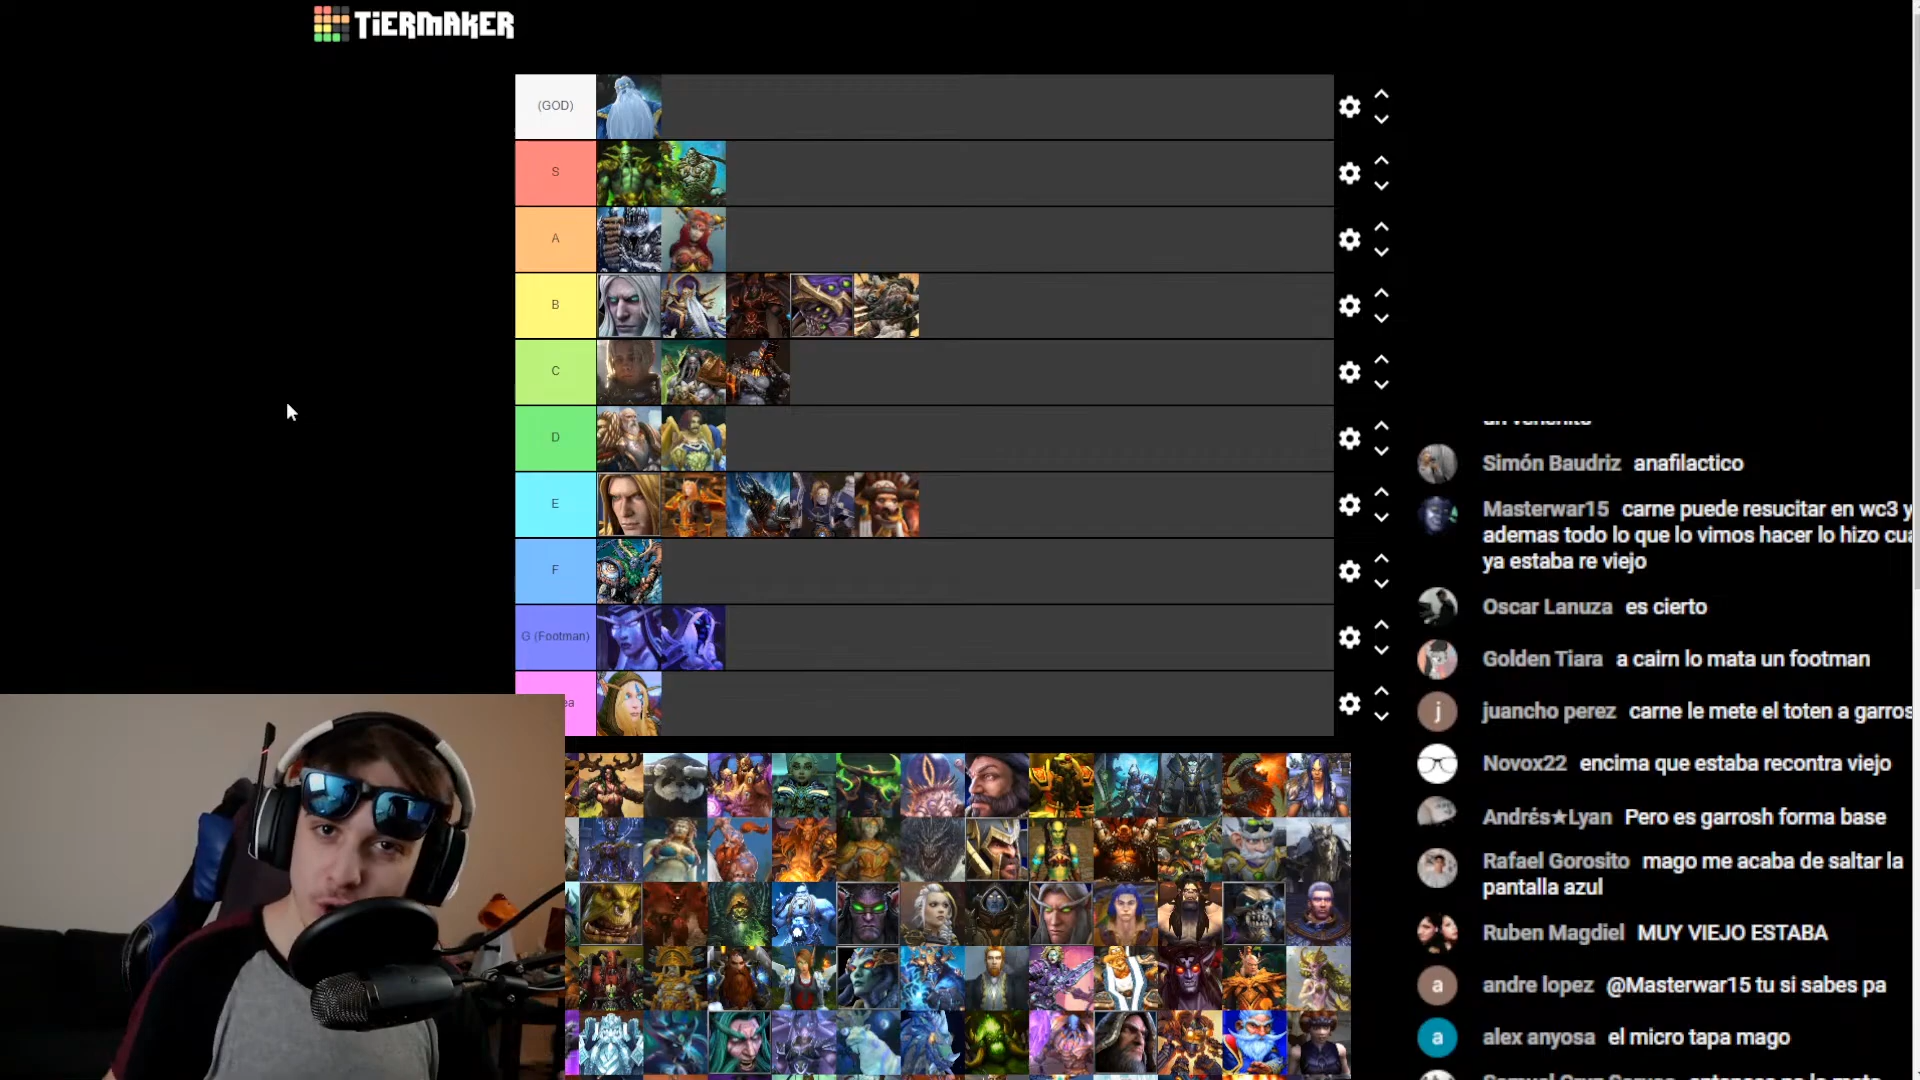 TIERMAKER
(GOD)
S
A
B
C
D
E
F
G (Footman)
ea
Simón Baudriz anafilactico
Masterwar15 carne puede resucitar en wc3 y
ademas todo lo que lo vimos hacer lo hizo cua
ya estaba re viejo
Oscar Lanuza es cierto
Golden Tiara a cairn lo mata un footman
j
juancho perez carne le mete el toten a garros
Novox22 encima que estaba recontra viejo
Andrés★Lyan Pero es garrosh forma base
Rafael Gorosito mago me acaba de saltar la
pantalla azul
Ruben Magdiel MUY VIEJO ESTABA
a
andre lopez @Masterwar15 tu si sabes pa
a
alex anyosa el micro tapa mago